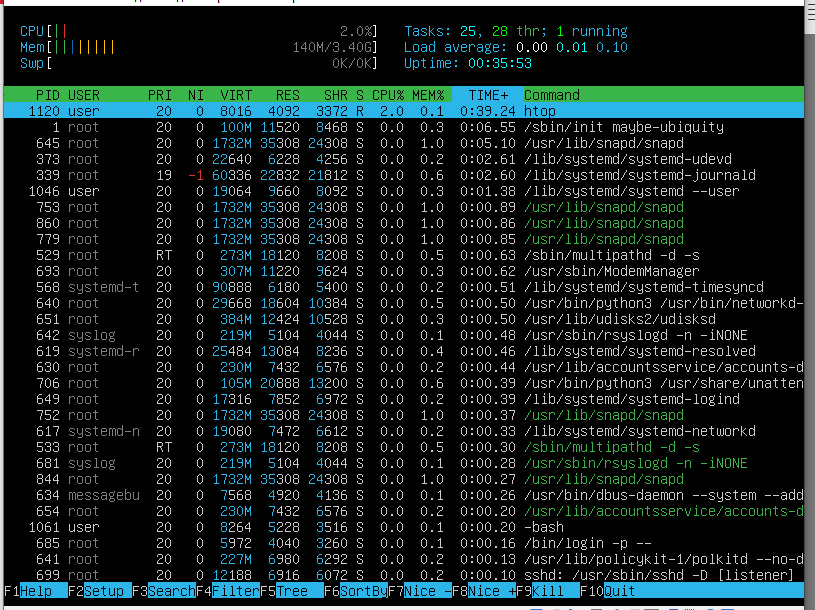 CPU[|| 2.0%] Tasks: 25, 28 thr; 1 running
Mem[|||||||| 140M/3.40G] Load average: 0.00 0.01 0.10
Swp[ 0K/0K] Uptime: 00:35:53
PID USER PRI NI VIRT RES SHR S CPU% MEM% TIME+ Command
1120 user 20 0 8016 4092 3372 R 2.0 0.1 0:39.24 htop
1 root 20 0 100M 11520 8468 S 0.0 0.3 0:06.55 /sbin/init maybe-ubiquity
645 root 20 0 1732M 35308 24308 S 0.0 1.0 0:05.10 /usr/lib/snapd/snapd
373 root 20 0 22640 6228 4256 S 0.0 0.2 0:02.61 /lib/systemd/systemd-udevd
339 root 19 -1 60336 22832 21812 S 0.0 0.6 0:02.60 /lib/systemd/systemd-journald
1046 user 20 0 19064 9660 8092 S 0.0 0.3 0:01.38 /lib/systemd/systemd --user
753 root 20 0 1732M 35308 24308 S 0.0 1.0 0:00.89 /usr/lib/snapd/snapd
860 root 20 0 1732M 35308 24308 S 0.0 1.0 0:00.86 /usr/lib/snapd/snapd
779 root 20 0 1732M 35308 24308 S 0.0 1.0 0:00.85 /usr/lib/snapd/snapd
529 root RT 0 273M 18120 8208 S 0.0 0.5 0:00.63 /sbin/multipathd -d -s
693 root 20 0 307M 11220 9624 S 0.0 0.3 0:00.62 /usr/sbin/ModemManager
568 systemd-t 20 0 90888 6180 5400 S 0.0 0.2 0:00.51 /lib/systemd/systemd-timesyncd
640 root 20 0 29668 18604 10384 S 0.0 0.5 0:00.50 /usr/bin/python3 /usr/bin/networkd-
651 root 20 0 384M 12424 10528 S 0.0 0.3 0:00.50 /usr/lib/udisks2/udisksd
642 syslog 20 0 219M 5104 4044 S 0.0 0.1 0:00.48 /usr/sbin/rsyslogd -n -iNONE
619 systemd-r 20 0 25484 13084 8236 S 0.0 0.4 0:00.46 /lib/systemd/systemd-resolved
630 root 20 0 230M 7432 6576 S 0.0 0.2 0:00.44 /usr/lib/accountsservice/accounts-d
706 root 20 0 105M 20888 13200 S 0.0 0.6 0:00.39 /usr/bin/python3 /usr/share/unatten
649 root 20 0 17316 7852 6972 S 0.0 0.2 0:00.39 /lib/systemd/systemd-logind
752 root 20 0 1732M 35308 24308 S 0.0 1.0 0:00.37 /usr/lib/snapd/snapd
617 systemd-n 20 0 19080 7472 6612 S 0.0 0.2 0:00.33 /lib/systemd/systemd-networkd
533 root RT 0 273M 18120 8208 S 0.0 0.5 0:00.30 /sbin/multipathd -d -s
681 syslog 20 0 219M 5104 4044 S 0.0 0.1 0:00.28 /usr/sbin/rsyslogd -n -iNONE
844 root 20 0 1732M 35308 24308 S 0.0 1.0 0:00.27 /usr/lib/snapd/snapd
634 messagebu 20 0 7568 4920 4136 S 0.0 0.1 0:00.26 /usr/bin/dbus-daemon --system --add
654 root 20 0 230M 7432 6576 S 0.0 0.2 0:00.20 /usr/lib/accountsservice/accounts-d
1061 user 20 0 8264 5228 3516 S 0.0 0.1 0:00.20 -bash
685 root 20 0 5972 4040 3260 S 0.0 0.1 0:00.16 /bin/login -p --
641 root 20 0 227M 6980 6292 S 0.0 0.2 0:00.13 /usr/lib/policykit-1/polkitd --no-d
699 root 20 0 12188 6916 6072 S 0.0 0.2 0:00.10 sshd: /usr/sbin/sshd -D [listener]
F1Help F2Setup F3SearchF4FilterF5Tree F6SortByF7Nice -F8Nice +F9Kill F10Quit